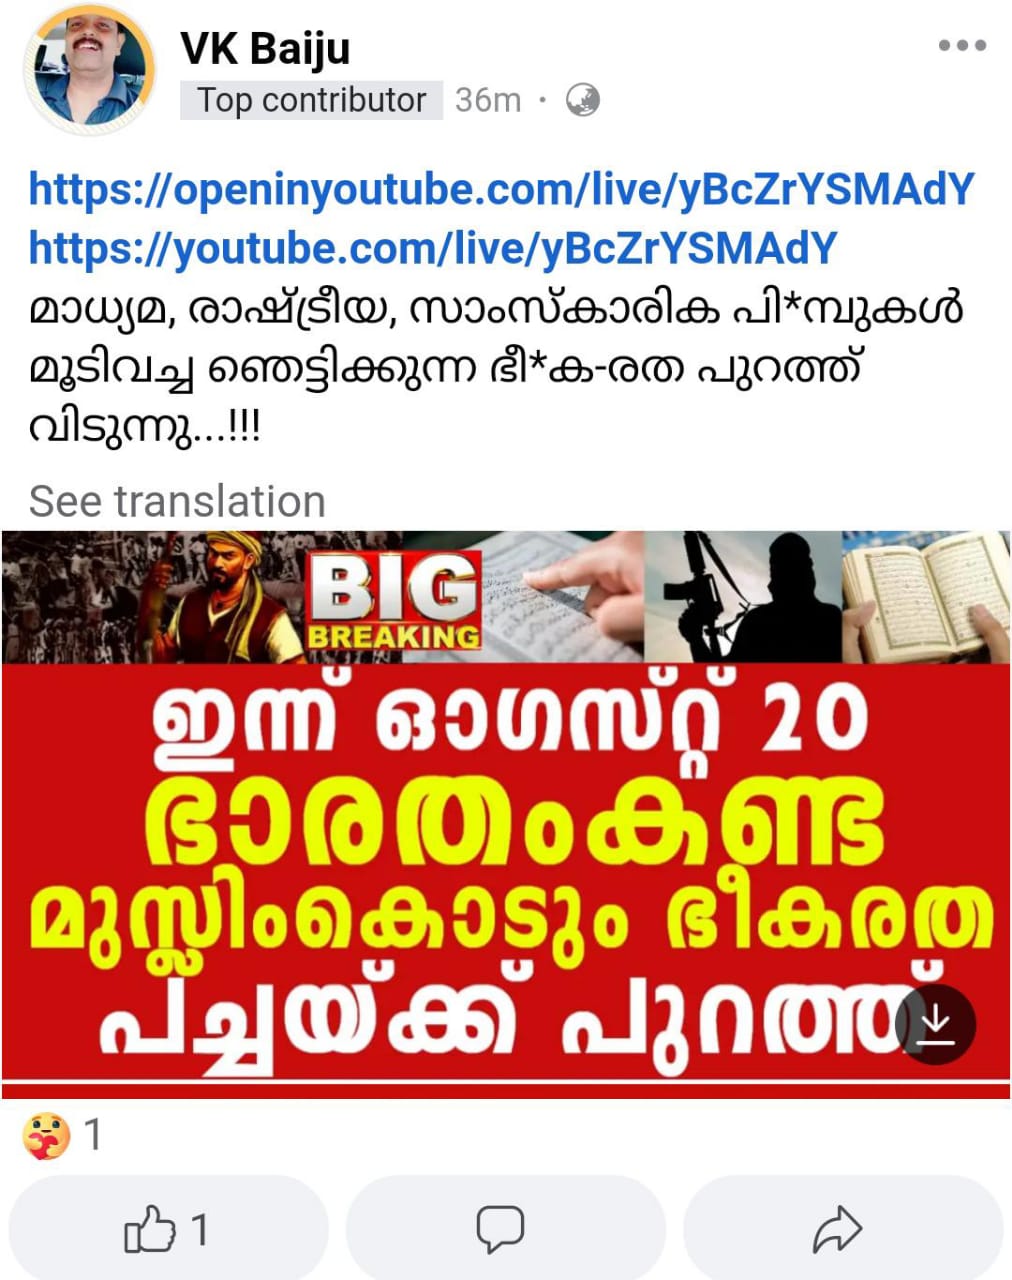 VK Baiju
Top contributor 36m ·
https://openinyoutube.com/live/yBcZrYSMAdY
https://youtube.com/live/yBcZrYSMAdY
മാധ്യമ, രാഷ്ട്രീയ, സാംസ്കാരിക പി*മ്പുകൾ
മൂടിവച്ച ഞെട്ടിക്കുന്ന ഭീ*ക-രത പുറത്ത്
വിടുന്നു...!!!
See translation
BIG
BREAKING
ഇന്ന് ഓഗസ്റ്റ് 20
ഭാരതംകണ്ട
മുസ്ലിംകൊടും ഭീകരത
പച്ചയ്ക്ക് പുറത്ത്
1
1